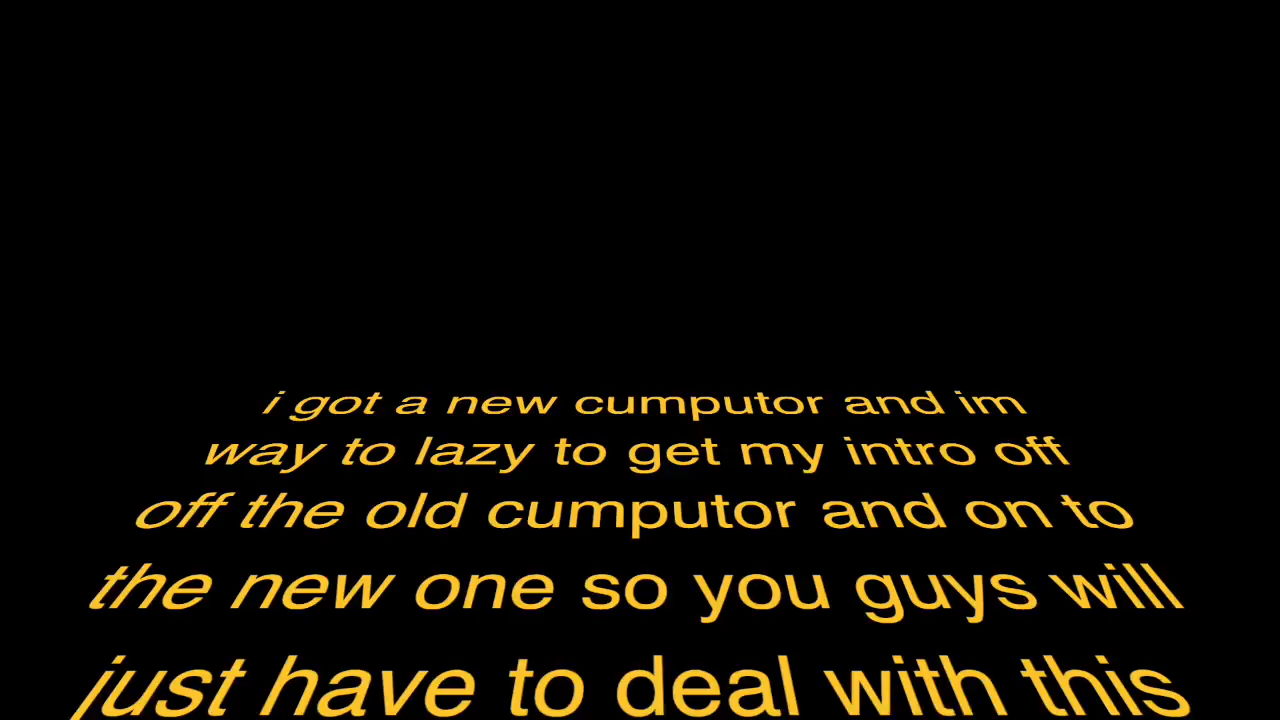 i got a new cumputor and im
way to lazy to get my intro off
off the old cumputor and on to
the new one so you guys will
just have to deal with this